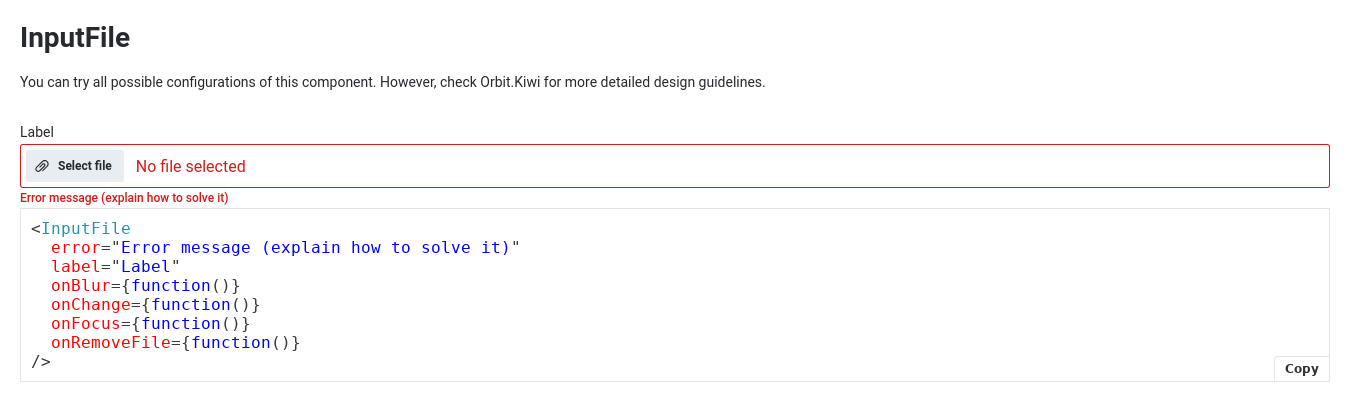 InputFile
You can try all possible configurations of this component. However, check Orbit.Kiwi for more detailed design guidelines.
Label
Select file No file selected
Error message (explain how to solve it)
<InputFile
  error="Error message (explain how to solve it)"
  label="Label"
  onBlur={function()}
  onChange={function()}
  onFocus={function()}
  onRemoveFile={function()}
/>
Copy